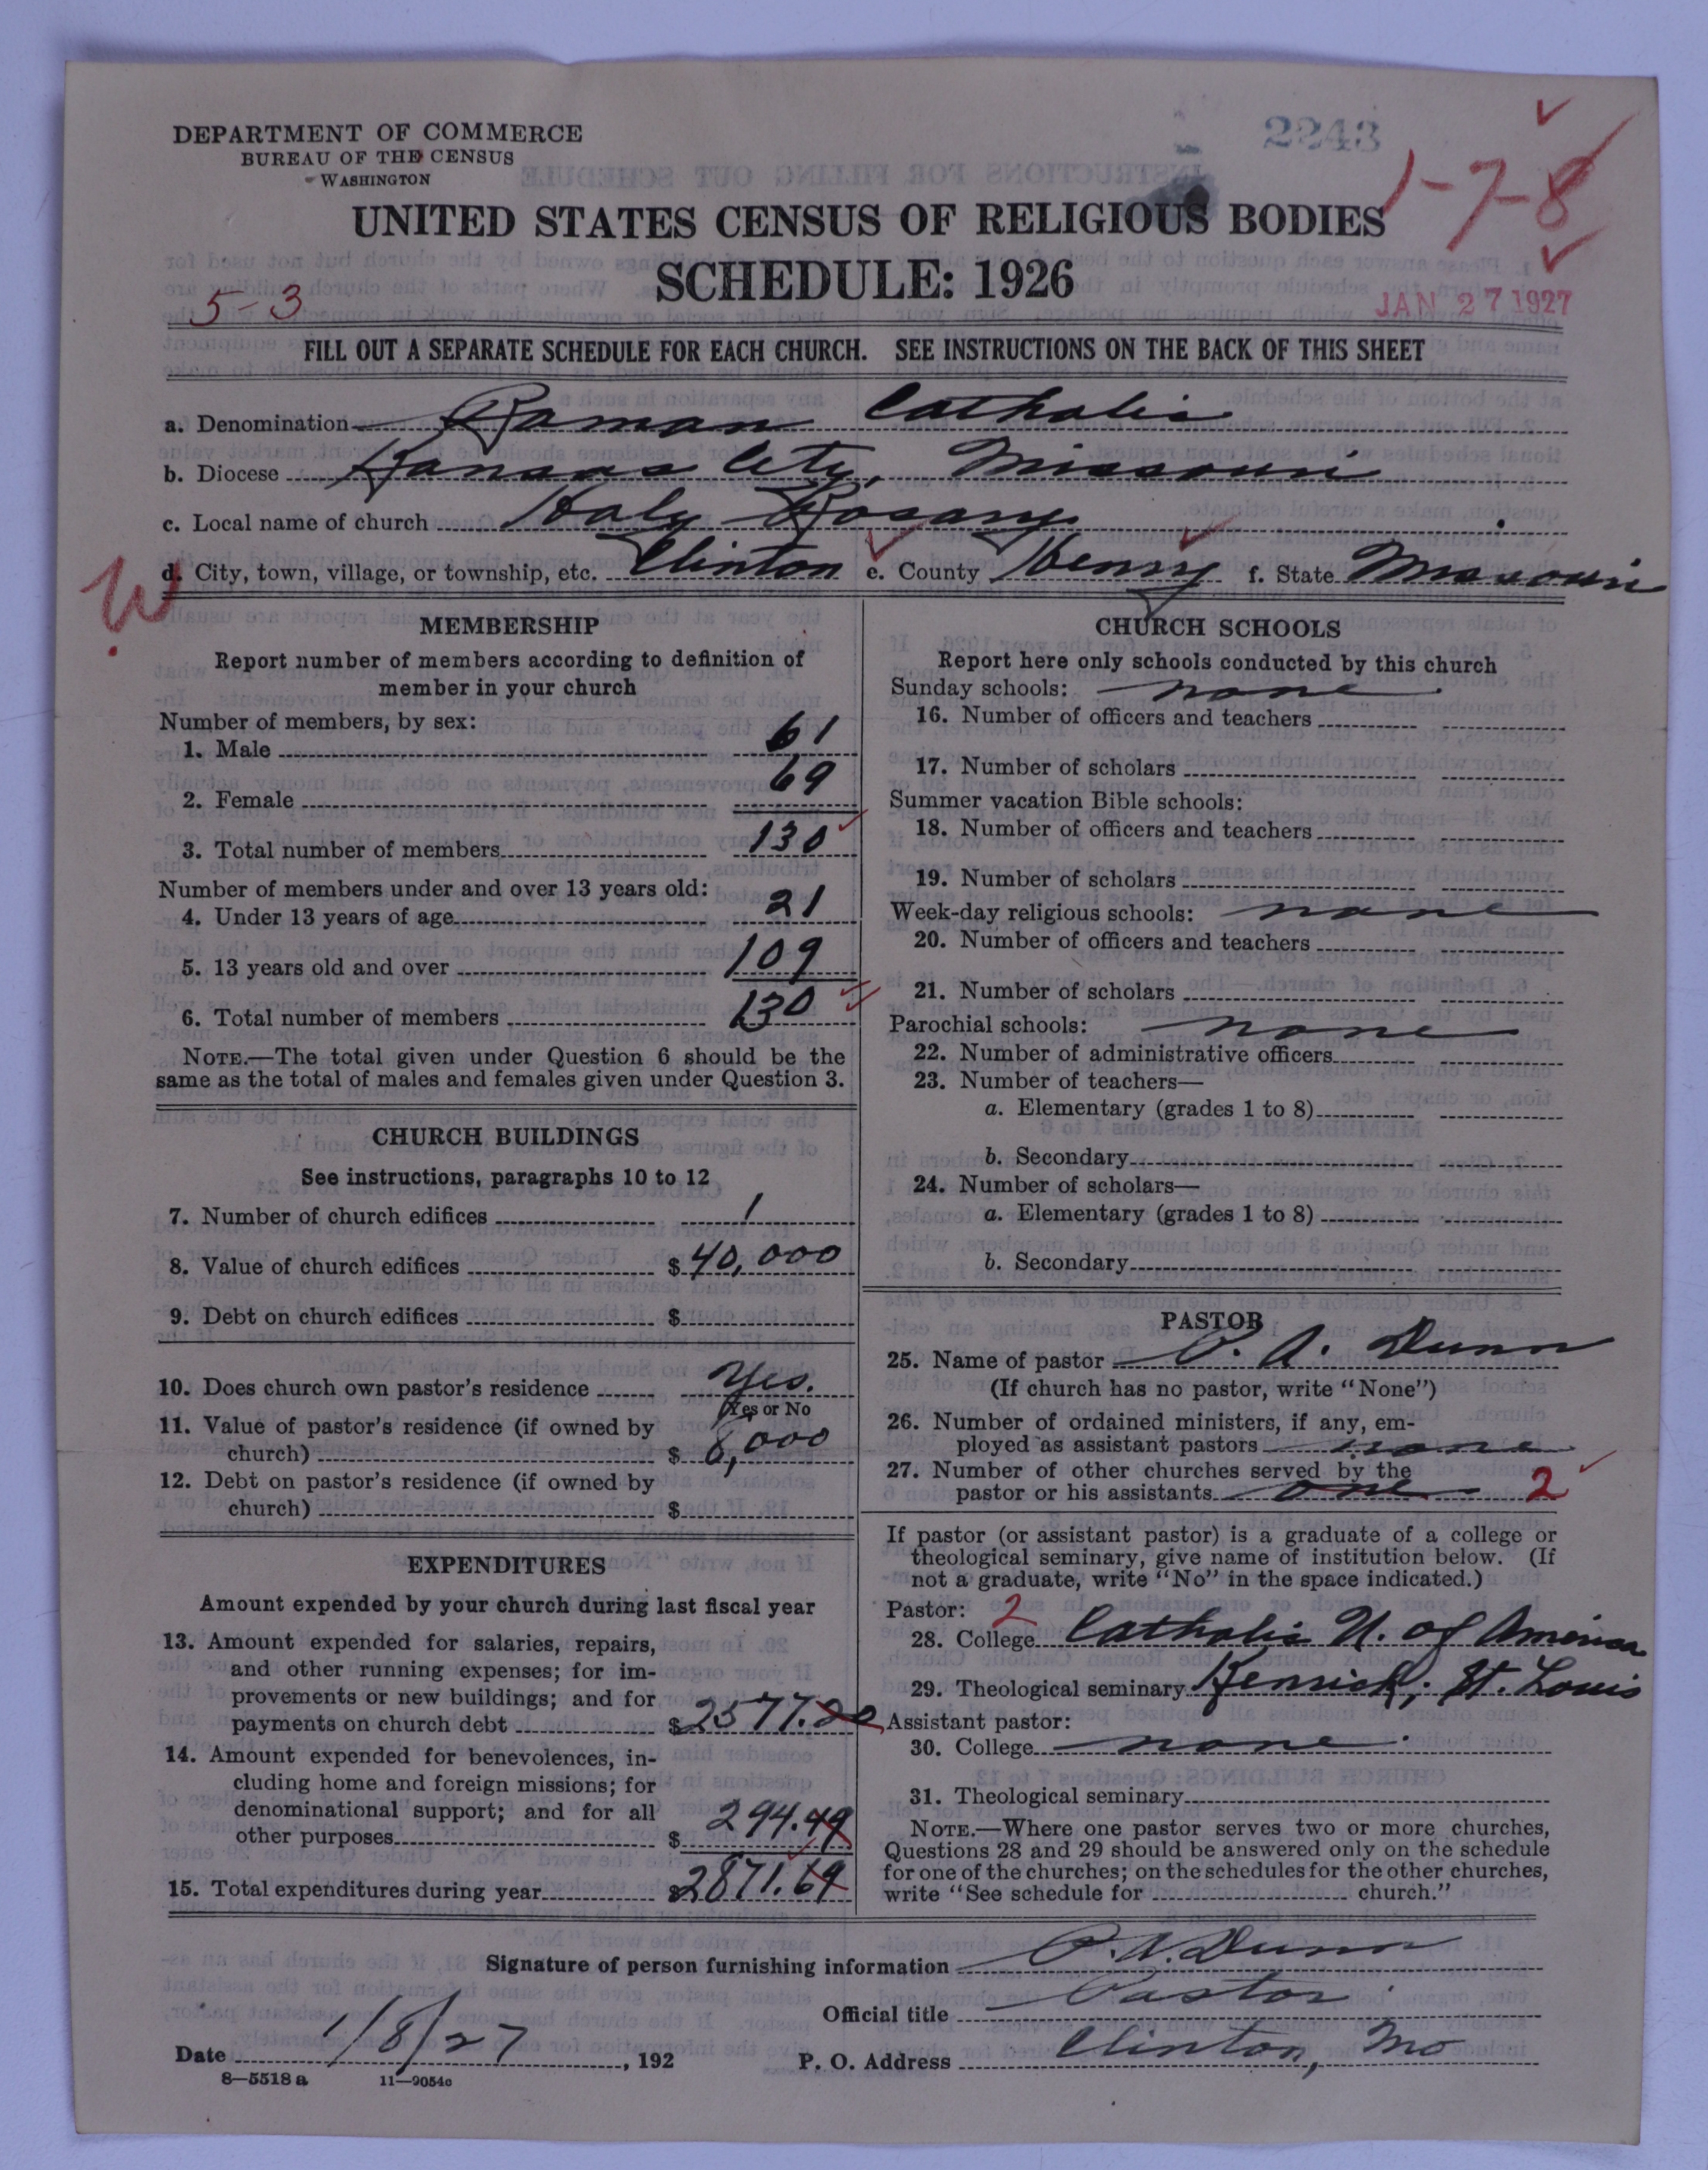 DEPARTMENT OF COMMERCE
BUREAU OF THE CENSUS
WASHINGTON
2243
1-7-8
UNITED STATES CENSUS OF RELIGIOUS BODIES
SCHEDULE: 1926
5-3
JAN 27 1927
FILL OUT A SEPARATE SCHEDULE FOR EACH CHURCH. SEE INSTRUCTIONS ON THE BACK OF THIS SHEET
a. Denomination Roman Catholic
b. Diocese Kansas City, Missouri
c. Local name of church Holy Rosary
d. City, town, village, or township, etc. Clinton e. County Henry f. State Missouri
W
MEMBERSHIP
Report number of members according to definition of
member in your church
Number of members, by sex:
1. Male 61
2. Female 69
3. Total number of members 130
Number of members under and over 13 years old:
4. Under 13 years of age 21
5. 13 years old and over 109
6. Total number of members 130
NOTE.—The total given under Question 6 should be the
same as the total of males and females given under Question 3.
CHURCH BUILDINGS
See instructions, paragraphs 10 to 12
7. Number of church edifices 1
8. Value of church edifices $ 40,000
9. Debt on church edifices $
10. Does church own pastor's residence Yes.
(Yes or No
11. Value of pastor's residence (if owned by
church) $ 8,000
12. Debt on pastor's residence (if owned by
church) $
EXPENDITURES
Amount expended by your church during last fiscal year
13. Amount expended for salaries, repairs,
and other running expenses; for im-
provements or new buildings; and for
payments on church debt $ 2577.20
14. Amount expended for benevolences, in-
cluding home and foreign missions; for
denominational support; and for all
other purposes $ 294.49
15. Total expenditures during year $ 2871.69
CHURCH SCHOOLS
Report here only schools conducted by this church
Sunday schools: none
16. Number of officers and teachers
17. Number of scholars
Summer vacation Bible schools:
18. Number of officers and teachers
19. Number of scholars
Week-day religious schools: none
20. Number of officers and teachers
21. Number of scholars
Parochial schools: none
22. Number of administrative officers
23. Number of teachers—
a. Elementary (grades 1 to 8)
b. Secondary
24. Number of scholars—
a. Elementary (grades 1 to 8)
b. Secondary
PASTOR
25. Name of pastor P. A. Dunn
(If church has no pastor, write "None")
26. Number of ordained ministers, if any, em-
ployed as assistant pastors none
27. Number of other churches served by the
pastor or his assistants one 2
If pastor (or assistant pastor) is a graduate of a college or
theological seminary, give name of institution below. (If
not a graduate, write "No" in the space indicated.)
Pastor: 2
28. College Catholic U. of America
29. Theological seminary Kenrick, St. Louis
Assistant pastor:
30. College none
31. Theological seminary
NOTE.—Where one pastor serves two or more churches,
Questions 28 and 29 should be answered only on the schedule
for one of the churches; on the schedules for the other churches,
write "See schedule for church."
Signature of person furnishing information P. A. Dunn
Official title Pastor
Date 1/8/27, 192 P. O. Address Clinton, Mo
8—5518 a 11—9054c